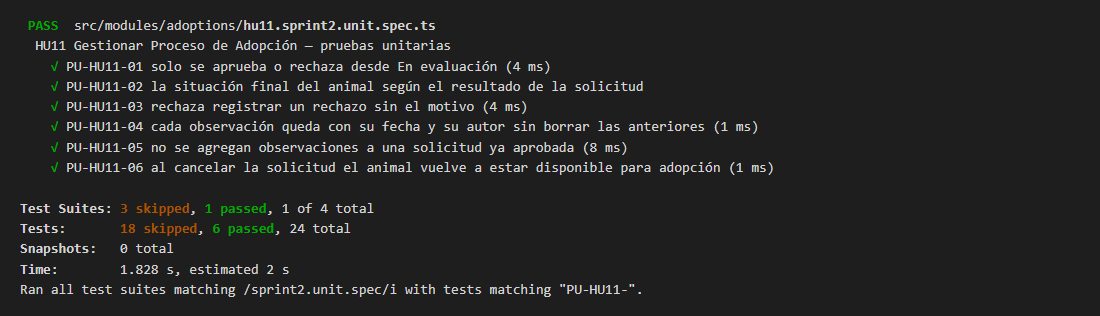 PASS src/modules/adoptions/hu11.sprint2.unit.spec.ts
HU11 Gestionar Proceso de Adopción — pruebas unitarias
√ PU-HU11-01 solo se aprueba o rechaza desde En evaluación (4 ms)
√ PU-HU11-02 la situación final del animal según el resultado de la solicitud
√ PU-HU11-03 rechaza registrar un rechazo sin el motivo (4 ms)
√ PU-HU11-04 cada observación queda con su fecha y su autor sin borrar las anteriores (1 ms)
√ PU-HU11-05 no se agregan observaciones a una solicitud ya aprobada (8 ms)
√ PU-HU11-06 al cancelar la solicitud el animal vuelve a estar disponible para adopción (1 ms)
Test Suites: 3 skipped, 1 passed, 1 of 4 total
Tests: 18 skipped, 6 passed, 24 total
Snapshots: 0 total
Time: 1.828 s, estimated 2 s
Ran all test suites matching /sprint2.unit.spec/i with tests matching "PU-HU11-".